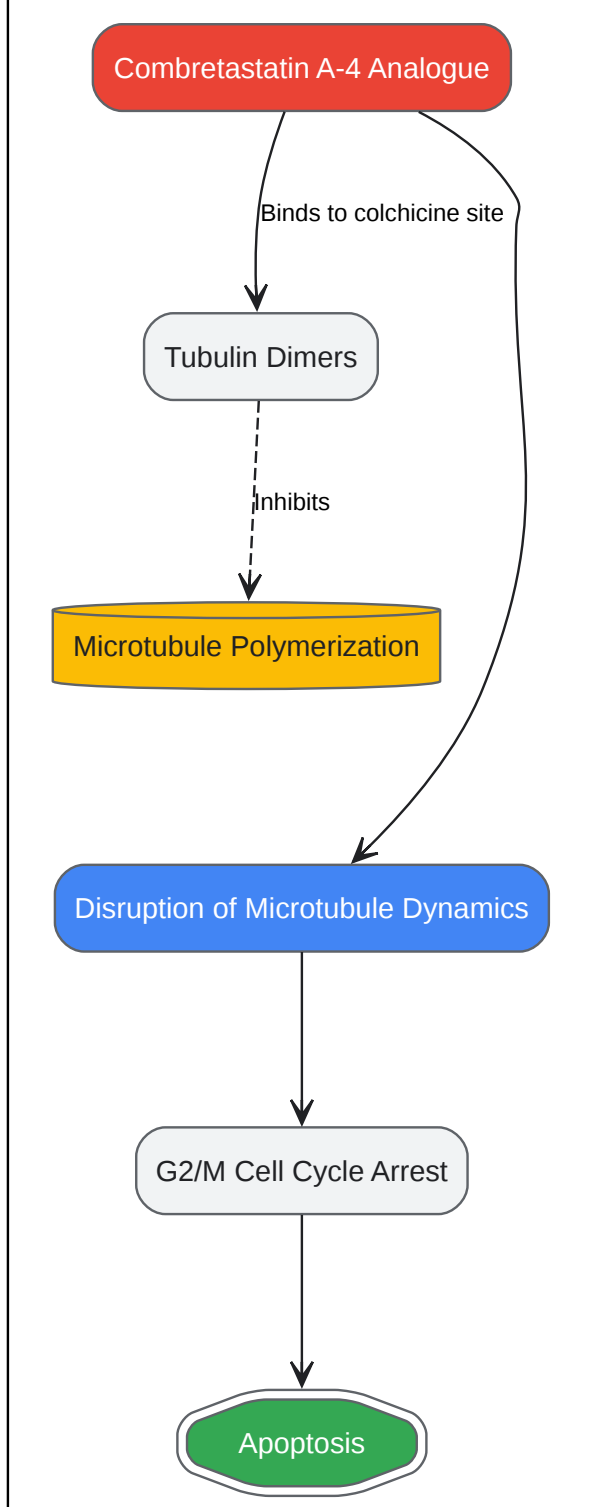 Combretastatin A-4 Analogue
Binds to colchicine site
Tubulin Dimers
Inhibits
Microtubule Polymerization
Disruption of Microtubule Dynamics
G2/M Cell Cycle Arrest
Apoptosis